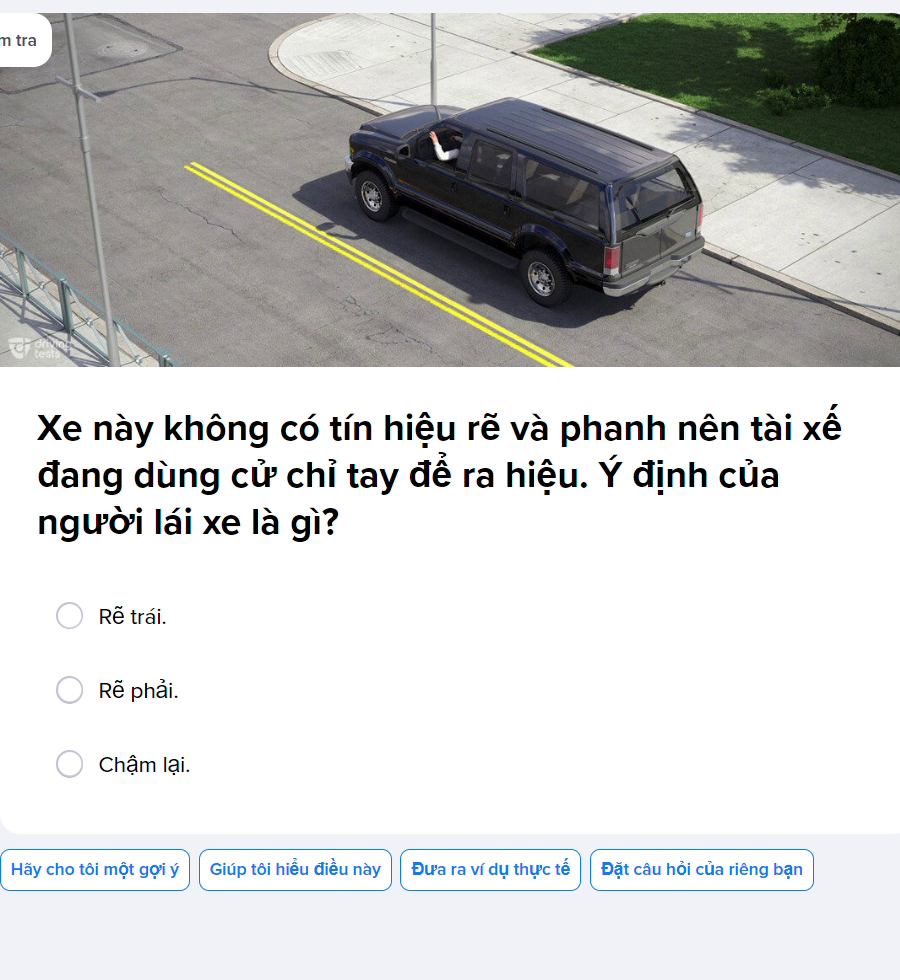 m tra
driving
tests
Xe này không có tín hiệu rẽ và phanh nên tài xế
đang dùng cử chỉ tay để ra hiệu. Ý định của
người lái xe là gì?
Rẽ trái.
Rẽ phải.
Chậm lại.
Hãy cho tôi một gợi ý
Giúp tôi hiểu điều này
Đưa ra ví dụ thực tế
Đặt câu hỏi của riêng bạn